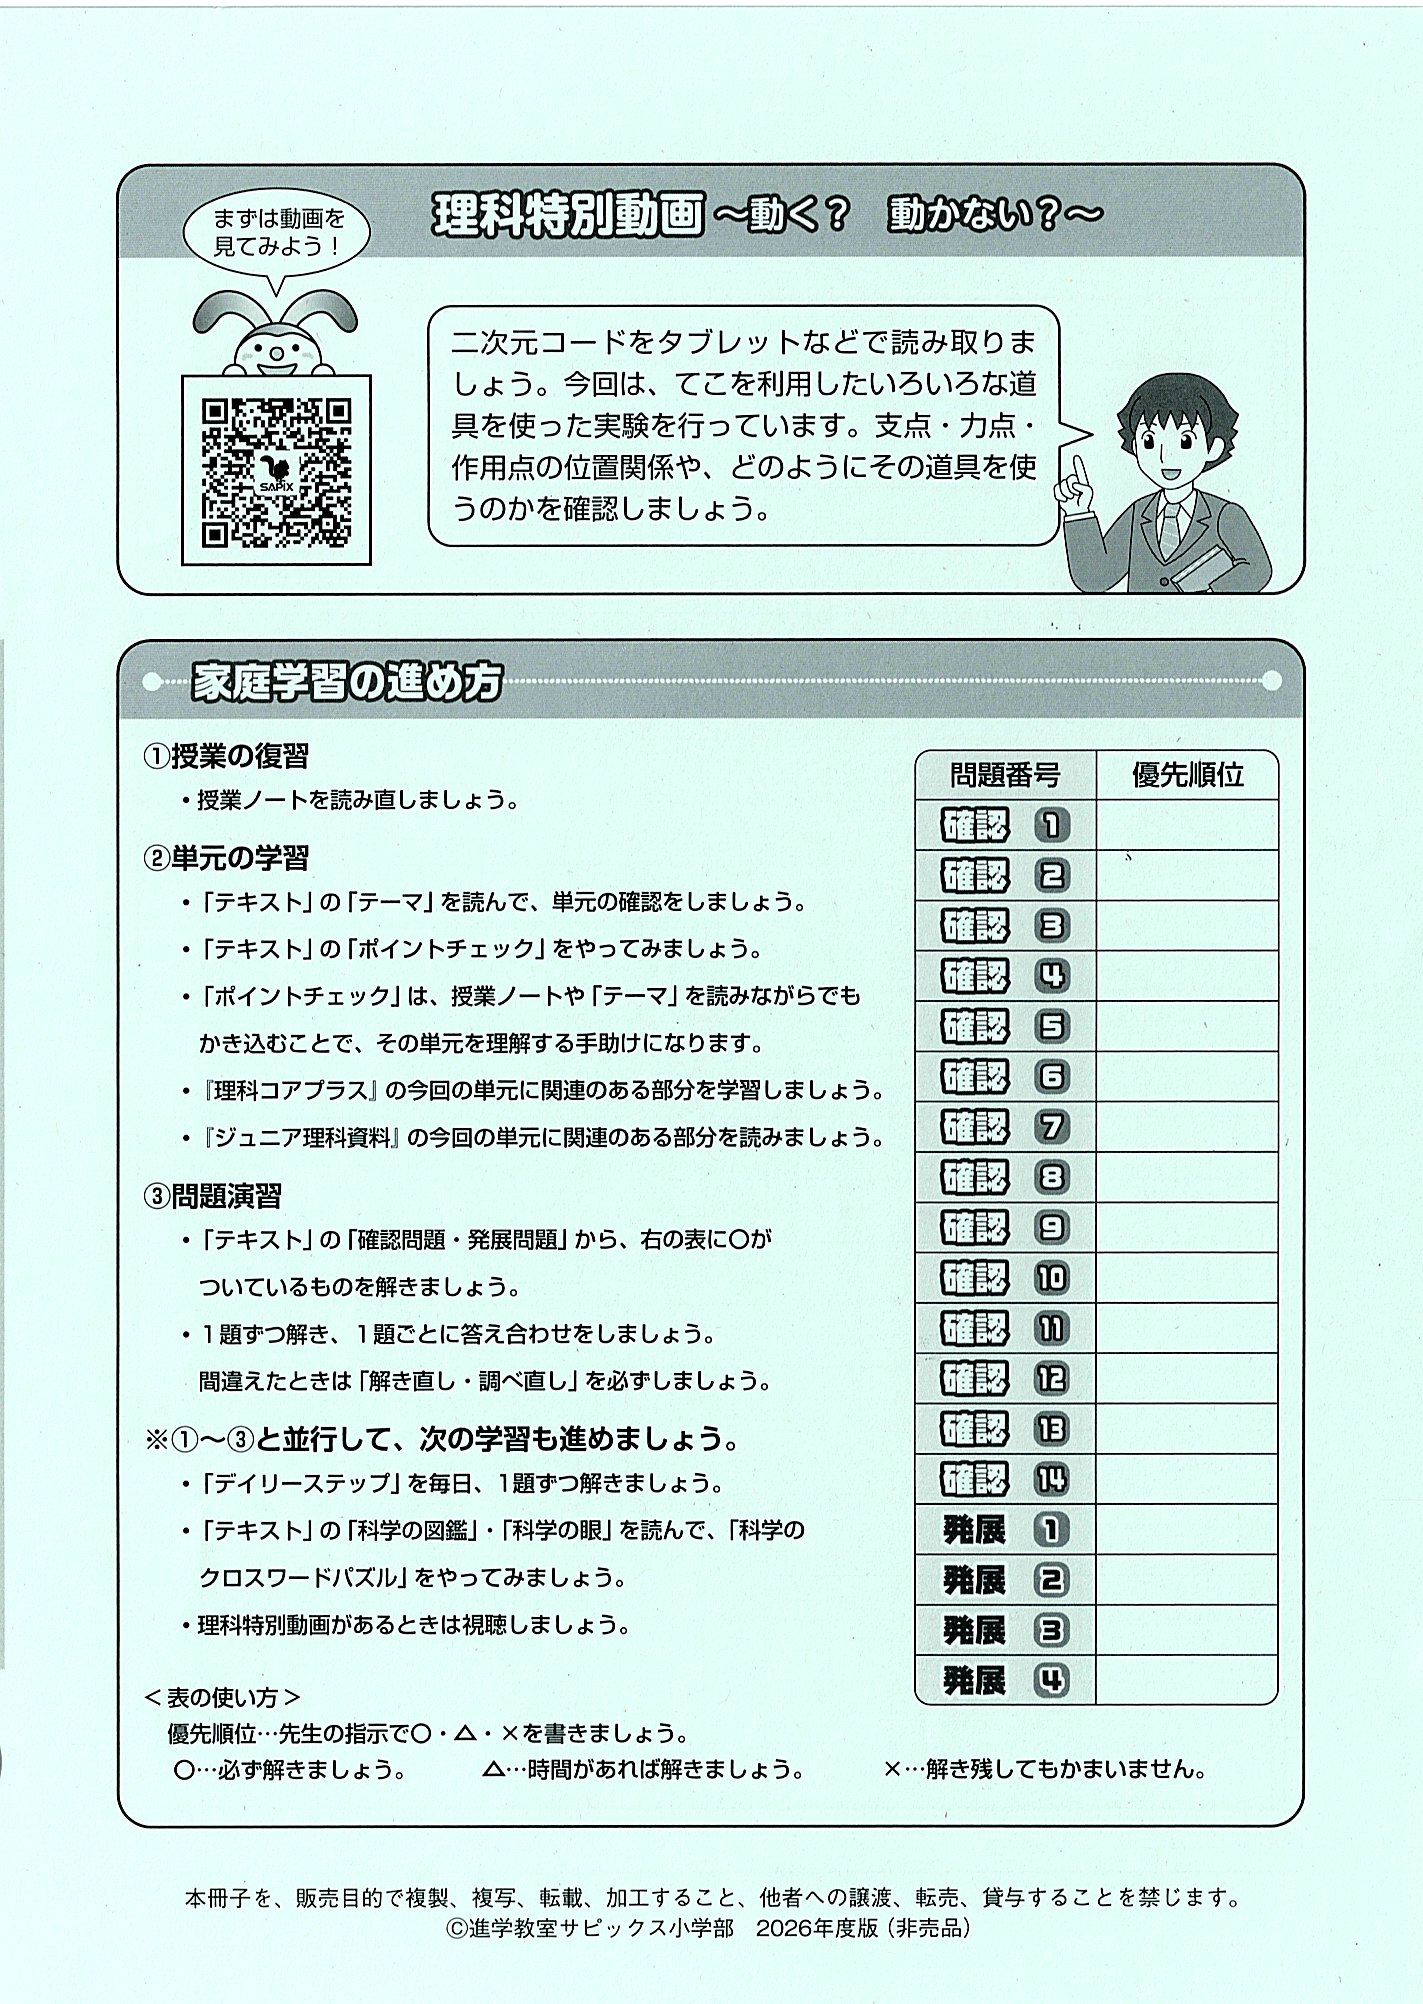 理科特別動画 ～動く？　動かない？～
まずは動画を
見てみよう！
SAPIX
二次元コードをタブレットなどで読み取りま
しょう。今回は、てこを利用したいろいろな道
具を使った実験を行っています。支点・力点・
作用点の位置関係や、どのようにその道具を使
うのかを確認しましょう。
家庭学習の進め方
①授業の復習
・授業ノートを読み直しましょう。
②単元の学習
・「テキスト」の「テーマ」を読んで、単元の確認をしましょう。
・「テキスト」の「ポイントチェック」をやってみましょう。
・「ポイントチェック」は、授業ノートや「テーマ」を読みながらでも
かき込むことで、その単元を理解する手助けになります。
・『理科コアプラス』の今回の単元に関連のある部分を学習しましょう。
・『ジュニア理科資料』の今回の単元に関連のある部分を読みましょう。
③問題演習
・「テキスト」の「確認問題・発展問題」から、右の表に〇が
ついているものを解きましょう。
・１題ずつ解き、１題ごとに答え合わせをしましょう。
間違えたときは「解き直し・調べ直し」を必ずしましょう。
※①～③と並行して、次の学習も進めましょう。
・「デイリーステップ」を毎日、１題ずつ解きましょう。
・「テキスト」の「科学の図鑑」・「科学の眼」を読んで、「科学の
クロスワードパズル」をやってみましょう。
・理科特別動画があるときは視聴しましょう。
問題番号　優先順位
確認 1
確認 2
確認 3
確認 4
確認 5
確認 6
確認 7
確認 8
確認 9
確認 10
確認 11
確認 12
確認 13
確認 14
発展 1
発展 2
発展 3
発展 4
＜表の使い方＞
優先順位…先生の指示で〇・△・×を書きましょう。
〇…必ず解きましょう。　△…時間があれば解きましょう。　×…解き残してもかまいません。
本冊子を、販売目的で複製、複写、転載、加工すること、他者への譲渡、転売、貸与することを禁じます。
©進学教室サピックス小学部　2026年度版（非売品）